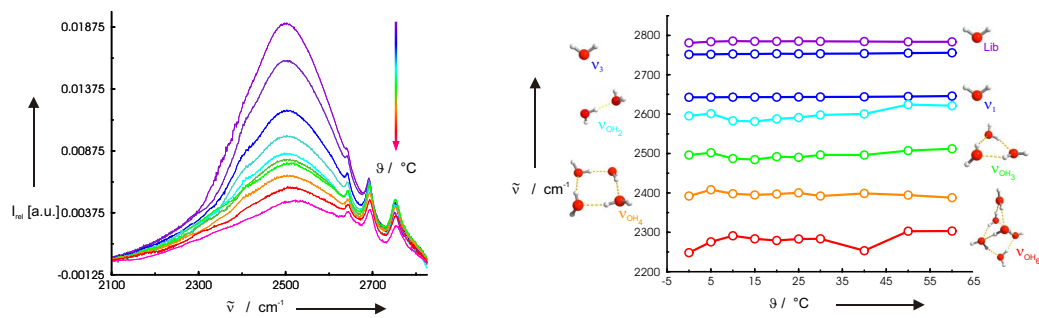 0.01875
0.01375
0.00875
0.00375
-0.00125
I rel [a.u.]
2100
2300
2500
2700
ṽ / cm⁻¹
ϑ / °C
ν₃
ν_OH₂
ν_OH₄
ṽ / cm⁻¹
2800
2700
2600
2500
2400
2300
2200
-5
5
15
25
35
45
55
65
ϑ / °C
Lib
ν₁
ν_OH₃
ν_OH₆